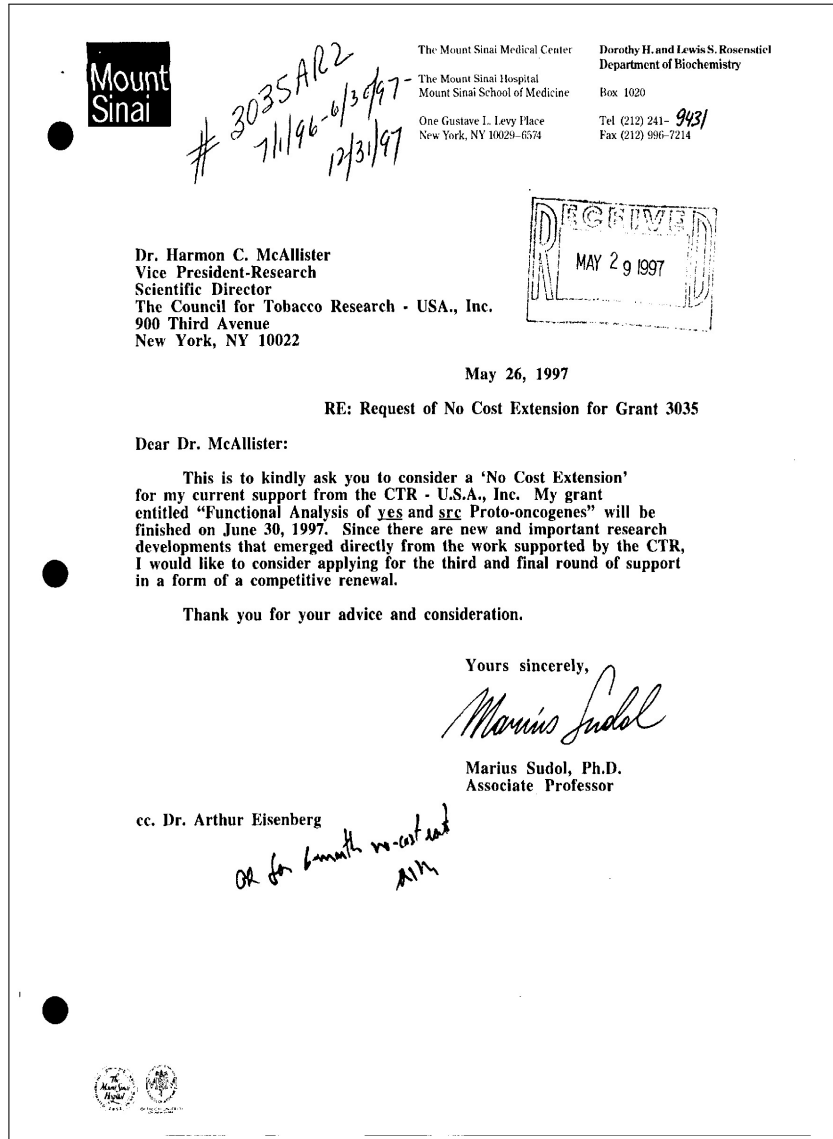 Mount
Sinai
# 3035AR2
7/1/96-6/30/97-
12/31/97
The Mount Sinai Medical Center
The Mount Sinai Hospital
Mount Sinai School of Medicine
One Gustave L. Levy Place
New York, NY 10029–6574
Dorothy H. and Lewis S. Rosenstiel
Department of Biochemistry
Box 1020
Tel (212) 241- 9431
Fax (212) 996–7214
RECEIVED
MAY 29 1997
Dr. Harmon C. McAllister
Vice President-Research
Scientific Director
The Council for Tobacco Research - USA., Inc.
900 Third Avenue
New York, NY 10022
May 26, 1997
RE: Request of No Cost Extension for Grant 3035
Dear Dr. McAllister:
This is to kindly ask you to consider a ‘No Cost Extension’
for my current support from the CTR - U.S.A., Inc. My grant
entitled “Functional Analysis of yes and src Proto-oncogenes” will be
finished on June 30, 1997. Since there are new and important research
developments that emerged directly from the work supported by the CTR,
I would like to consider applying for the third and final round of support
in a form of a competitive renewal.
Thank you for your advice and consideration.
Yours sincerely,
Marius Sudol
Marius Sudol, Ph.D.
Associate Professor
cc. Dr. Arthur Eisenberg
OK for 6-month no-cost ext
The
Mount Sinai
Hospital